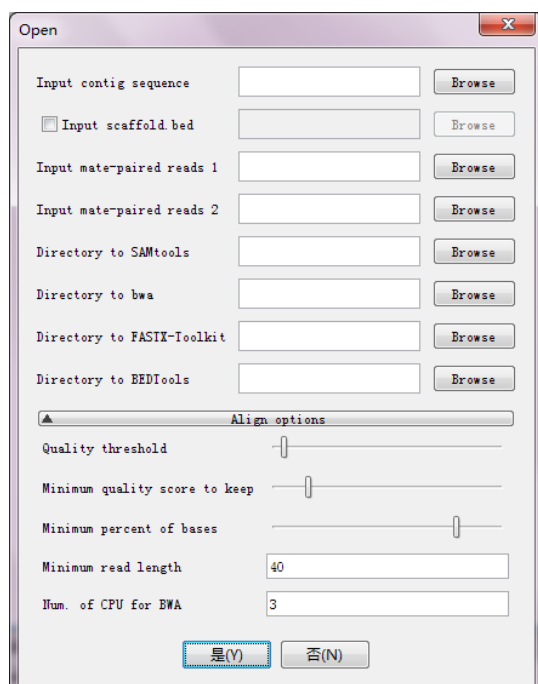 Open
Input contig sequence Browse
Input scaffold.bed Browse
Input mate-paired reads 1 Browse
Input mate-paired reads 2 Browse
Directory to SAMtools Browse
Directory to bwa Browse
Directory to FASTX-Toolkit Browse
Directory to BEDTools Browse
Align options
Quality threshold
Minimum quality score to keep
Minimum percent of bases
Minimum read length 40
Num. of CPU for BWA 3
是(Y) 否(N)